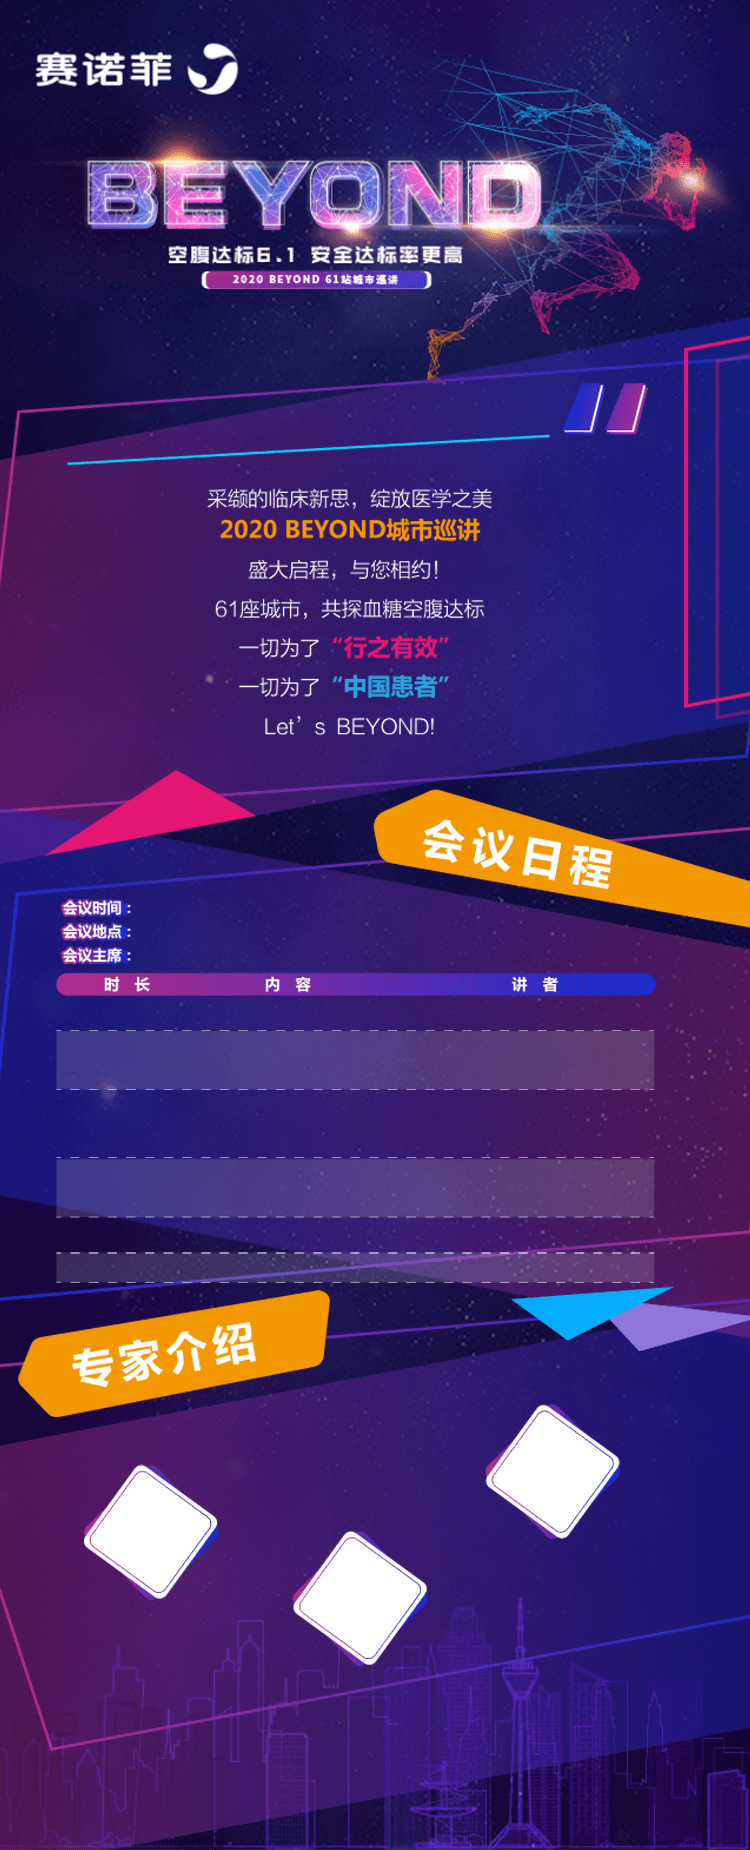 赛诺菲
BEYOND
空腹达标6.1 安全达标率更高
2020 BEYOND 61站城市巡讲
采缬的临床新思，绽放医学之美
2020 BEYOND城市巡讲
盛大启程，与您相约！
61座城市，共探血糖空腹达标
一切为了“行之有效”
一切为了“中国患者”
Let’s BEYOND!
会议日程
会议时间：
会议地点：
会议主席：
时 长 内 容 讲 者
专家介绍